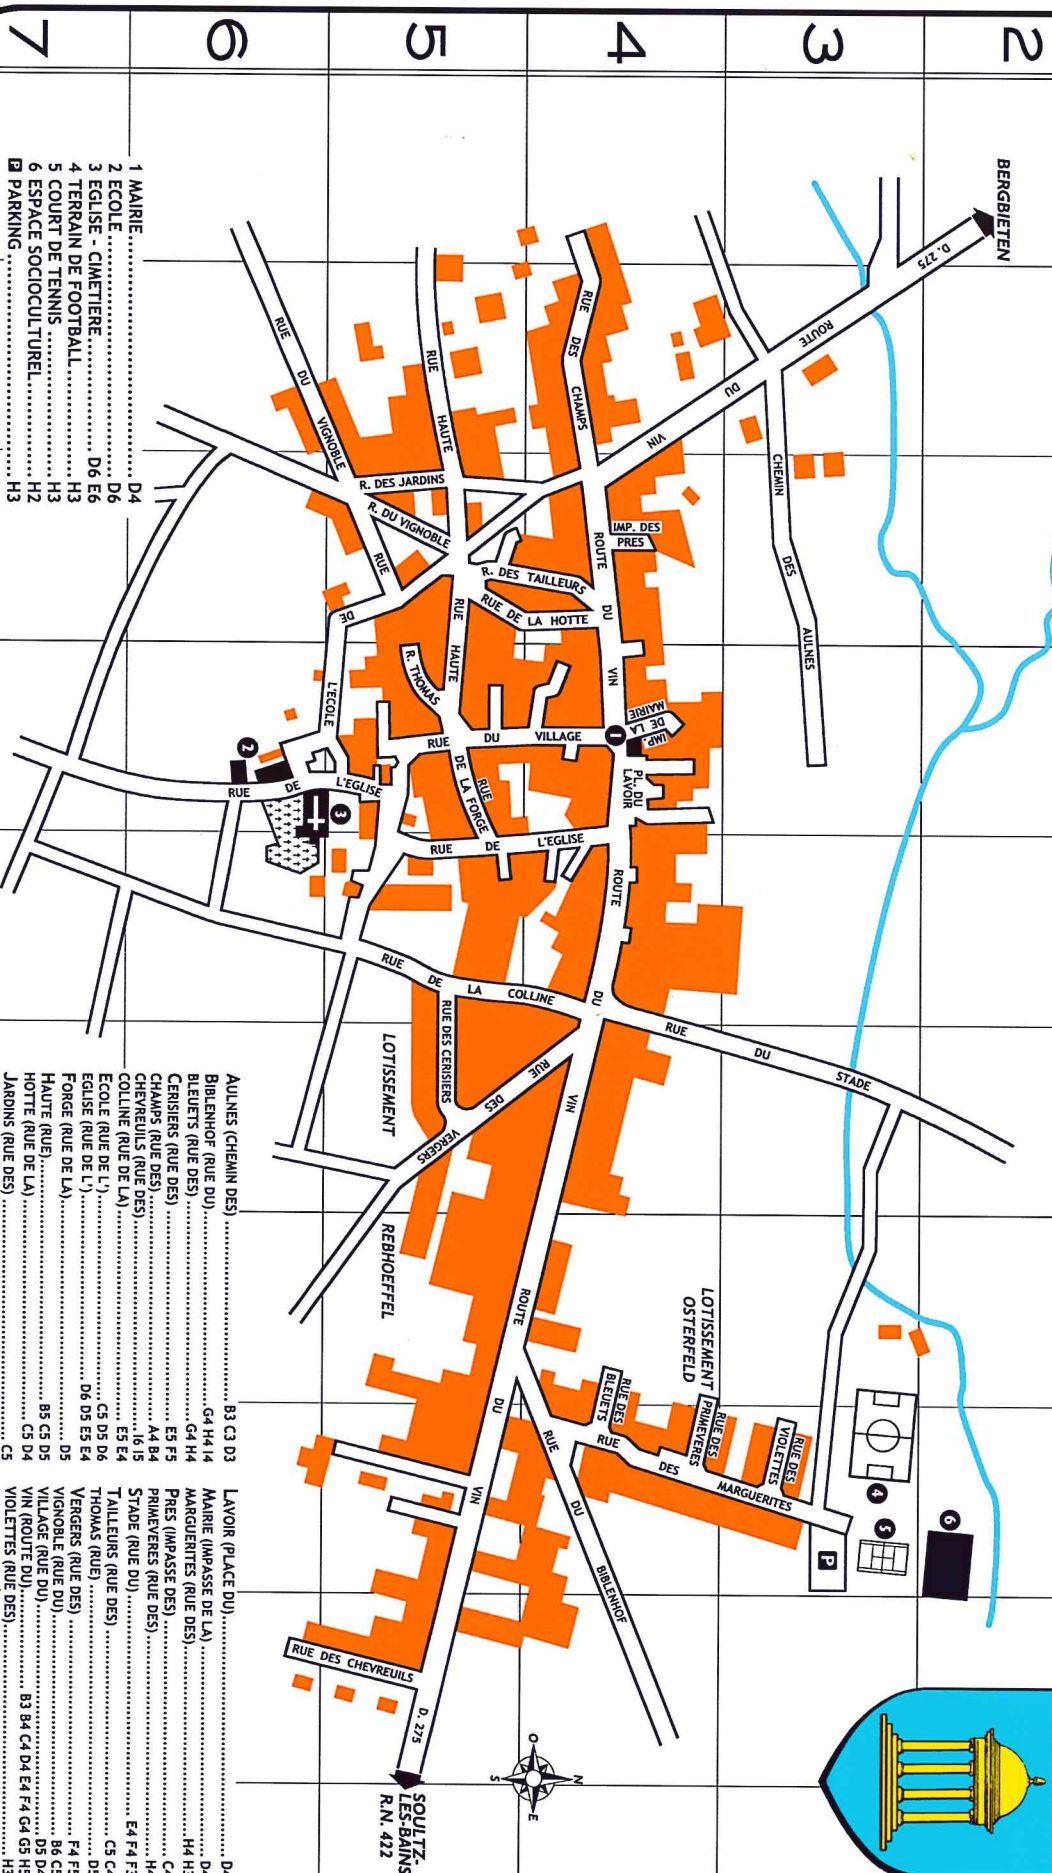 2
3
4
5
6
7
BERGBIETEN
D. 275
ROUTE
DU
VIN
CHEMIN
DES
AULNES
RUE
DES
CHAMPS
IMP. DES
PRES
ROUTE
DU
VIN
RUE
HAUTE
R. DES JARDINS
R. DU VIGNOBLE
RUE
DU
VIGNOBLE
R. DES TAILLEURS
RUE DE LA HOTTE
RUE
HAUTE
R. THOMAS
RUE
DE
L'ECOLE
IMP.
DE LA
MAIRIE
1
PL. DU
LAVOIR
RUE
DU
VILLAGE
RUE
DE LA FORGE
RUE
DE
L'EGLISE
RUE
DE
L'EGLISE
2
3
ROUTE
DU
VIN
RUE
DE
LA
COLLINE
RUE
DU
STADE
RUE DES CERISIERS
RUE
DES
VERGERS
LOTISSEMENT
REBHOEFFEL
ROUTE
DU
VIN
LOTISSEMENT
OSTERFELD
RUE DES
BLEUETS
RUE DES
PRIMEVERES
RUE DES
VIOLETTES
RUE
DES
MARGUERITES
RUE
DU
BIBLENHOF
4
5
6
P
RUE DES CHEVREUILS
D. 275
SOULTZ-
LES-BAINS
R.N. 422
N
O
E
S
1 MAIRIE.......... D4
2 ECOLE.......... D6
3 EGLISE - CIMETIERE.......... D6 E6
4 TERRAIN DE FOOTBALL.......... H3
5 COURT DE TENNIS.......... H3
6 ESPACE SOCIOCULTUREL.......... H2
P PARKING.......... H3
AULNES (CHEMIN DES).......... B3 C3 D3
BIBLENHOF (RUE DU).......... G4 H4 I4
BLEUETS (RUE DES).......... G4 H4
CERISIERS (RUE DES).......... E5 F5
CHAMPS (RUE DES).......... A4 B4
CHEVREUILS (RUE DES).......... I6 I5
COLLINE (RUE DE LA).......... E5 E4
ECOLE (RUE DE L').......... C5 D5 D6
EGLISE (RUE DE L').......... D6 D5 E5 E4
FORGE (RUE DE LA).......... D5
HAUTE (RUE).......... B5 C5 D5
HOTTE (RUE DE LA).......... C5 D4
JARDINS (RUE DES).......... C5
LAVOIR (PLACE DU)..........
MAIRIE (IMPASSE DE LA)..........
MARGUERITES (RUE DES).......... H4
PRES (IMPASSE DES)..........
PRIMEVERES (RUE DES)..........
STADE (RUE DU).......... E4 F4
TAILLEURS (RUE DES).......... C5
THOMAS (RUE)..........
VERGERS (RUE DES).......... F4
VIGNOBLE (RUE DU).......... B6
VILLAGE (RUE DU).......... D5
VIN (ROUTE DU).......... B3 B4 C4 D4 E4 F4 G4 G5
VIOLETTES (RUE DES)..........